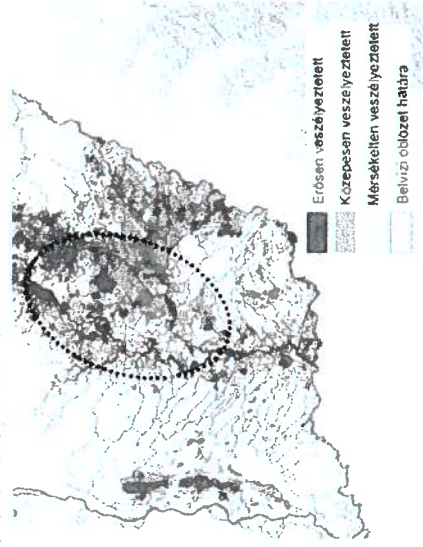 Erősen veszélyeztetett
Közepesen veszélyeztetett
Mérsékelten veszélyeztetett
Belvízi öblözet határa